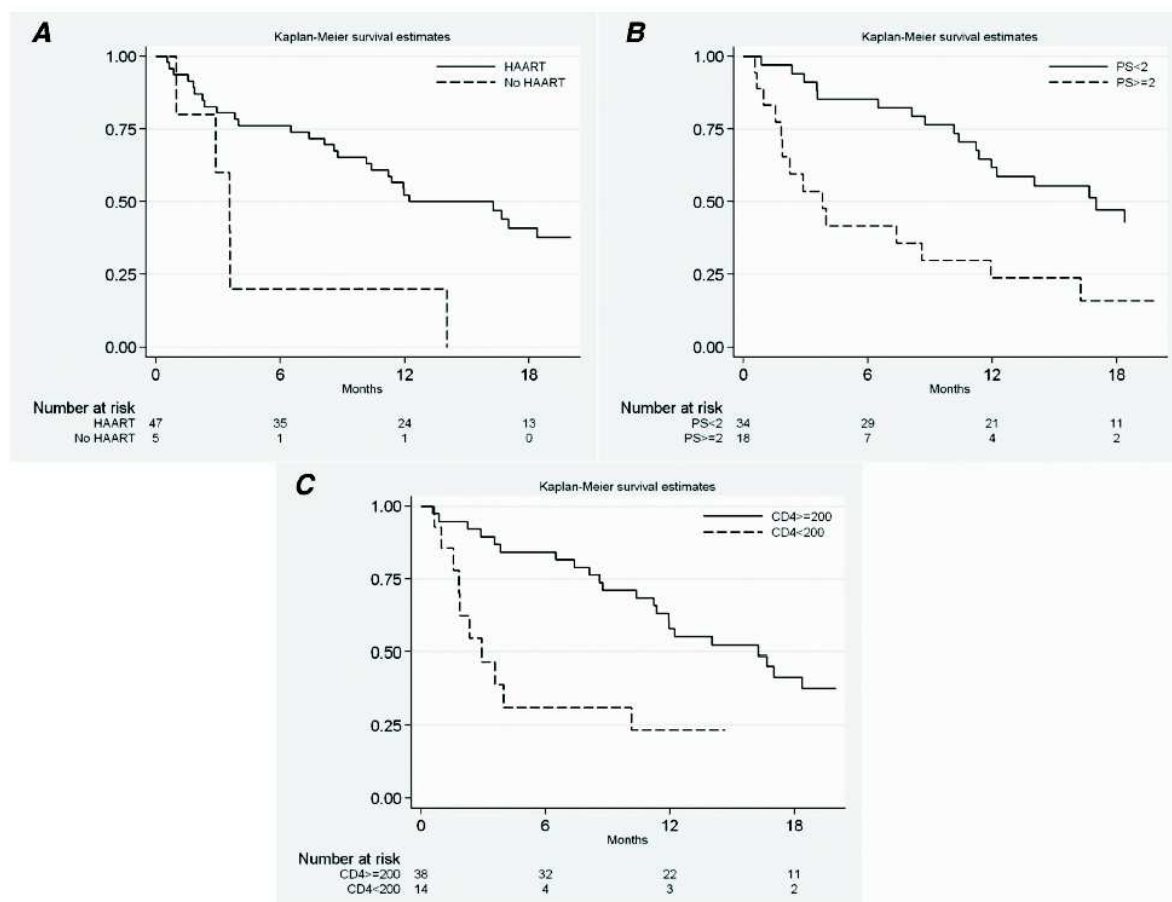 A
Kaplan-Meier survival estimates
1.00
0.75
0.50
0.25
0.00
HAART
No HAART
0 6 12 18
Months
Number at risk
HAART 47 35 24 13
No HAART 5 1 1 0
B
Kaplan-Meier survival estimates
1.00
0.75
0.50
0.25
0.00
PS<2
PS>=2
0 6 12 18
Months
Number at risk
PS<2 34 29 21 11
PS>=2 18 7 4 2
C
Kaplan-Meier survival estimates
1.00
0.75
0.50
0.25
0.00
CD4>=200
CD4<200
0 6 12 18
Months
Number at risk
CD4>=200 38 32 22 11
CD4<200 14 4 3 2